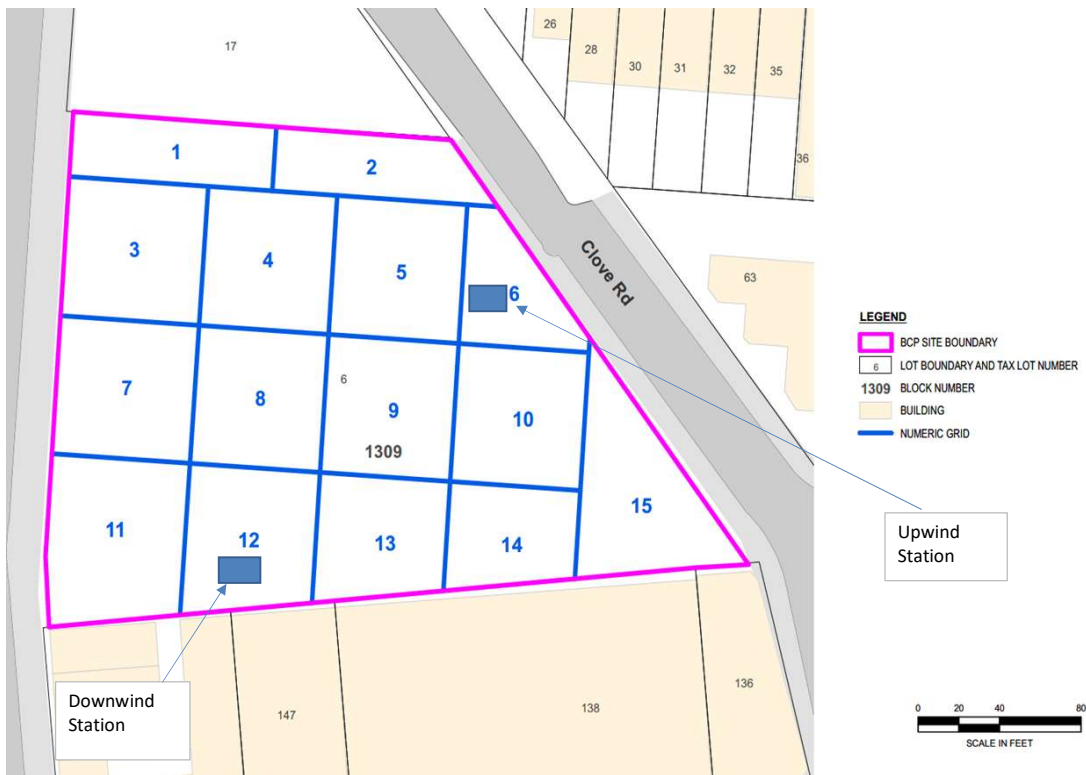 17
26
28
30
31
32
35
36
1
2
3
4
5
6
Clove Rd
63
7
8
6
9
10
1309
11
12
13
14
15
Upwind
Station
Downwind
Station
147
138
136
LEGEND
BCP SITE BOUNDARY
6 LOT BOUNDARY AND TAX LOT NUMBER
1309 BLOCK NUMBER
BUILDING
NUMERIC GRID
0 20 40 80
SCALE IN FEET